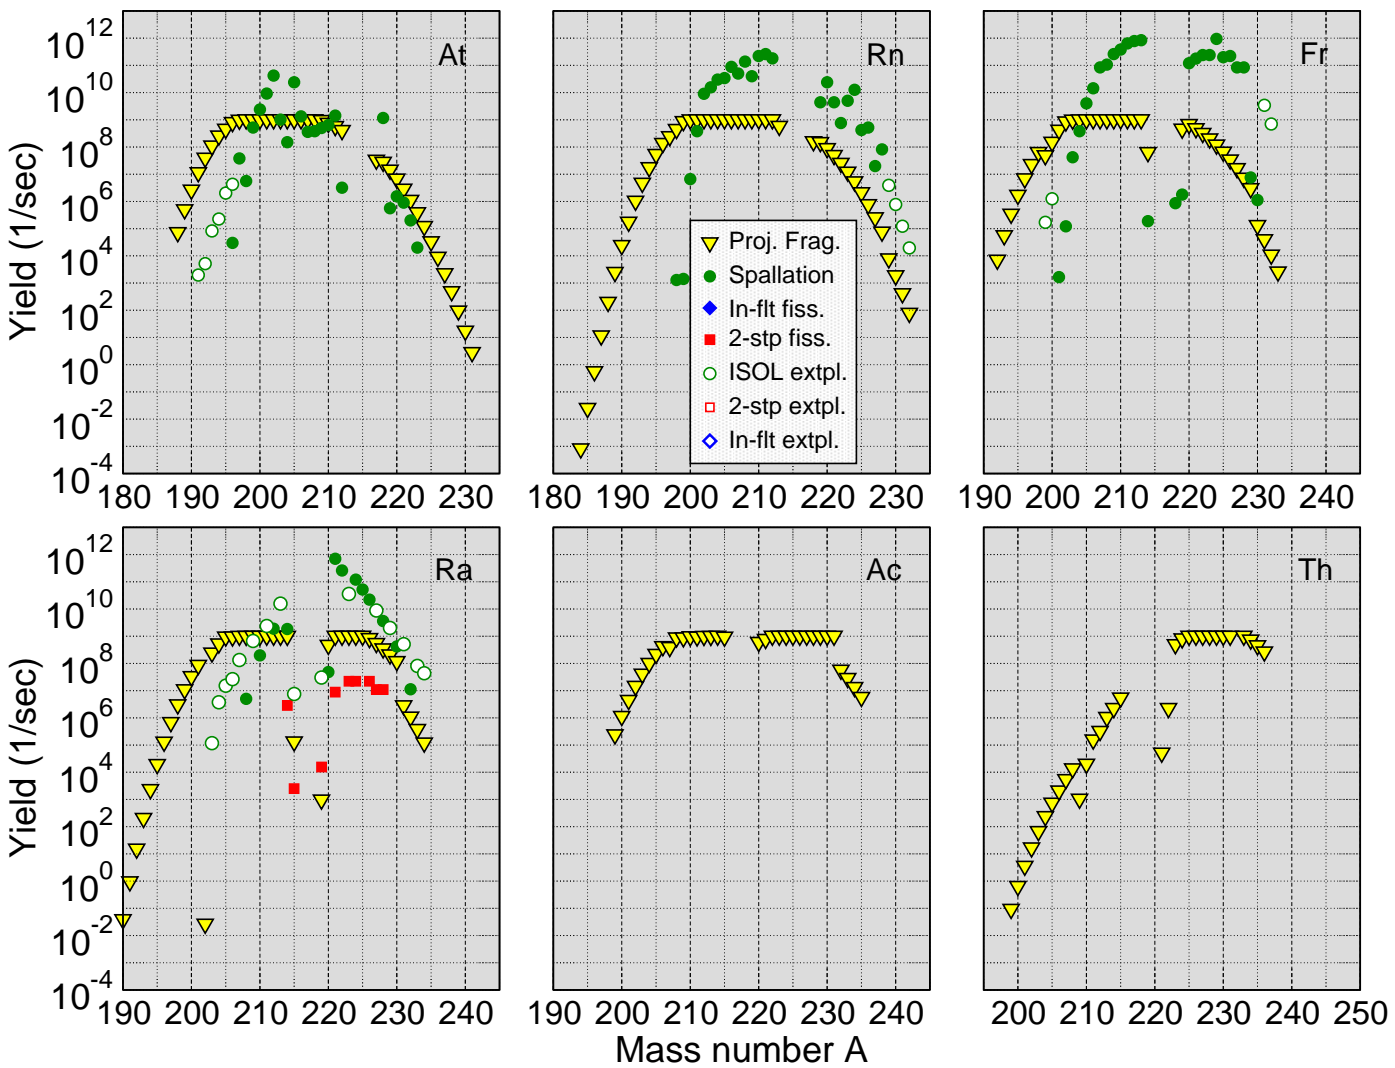 Yield (1/sec)
10^12
10^10
10^8
10^6
10^4
10^2
10^0
10^-2
10^-4
At
Rn
Fr
Proj. Frag.
Spallation
In-flt fiss.
2-stp fiss.
ISOL extpl.
2-stp extpl.
In-flt extpl.
180 190 200 210 220 230
180 190 200 210 220 230
190 200 210 220 230 240
Yield (1/sec)
10^12
10^10
10^8
10^6
10^4
10^2
10^0
10^-2
10^-4
Ra
Ac
Th
190 200 210 220 230 240
190 200 210 220 230 240
200 210 220 230 240 250
Mass number A